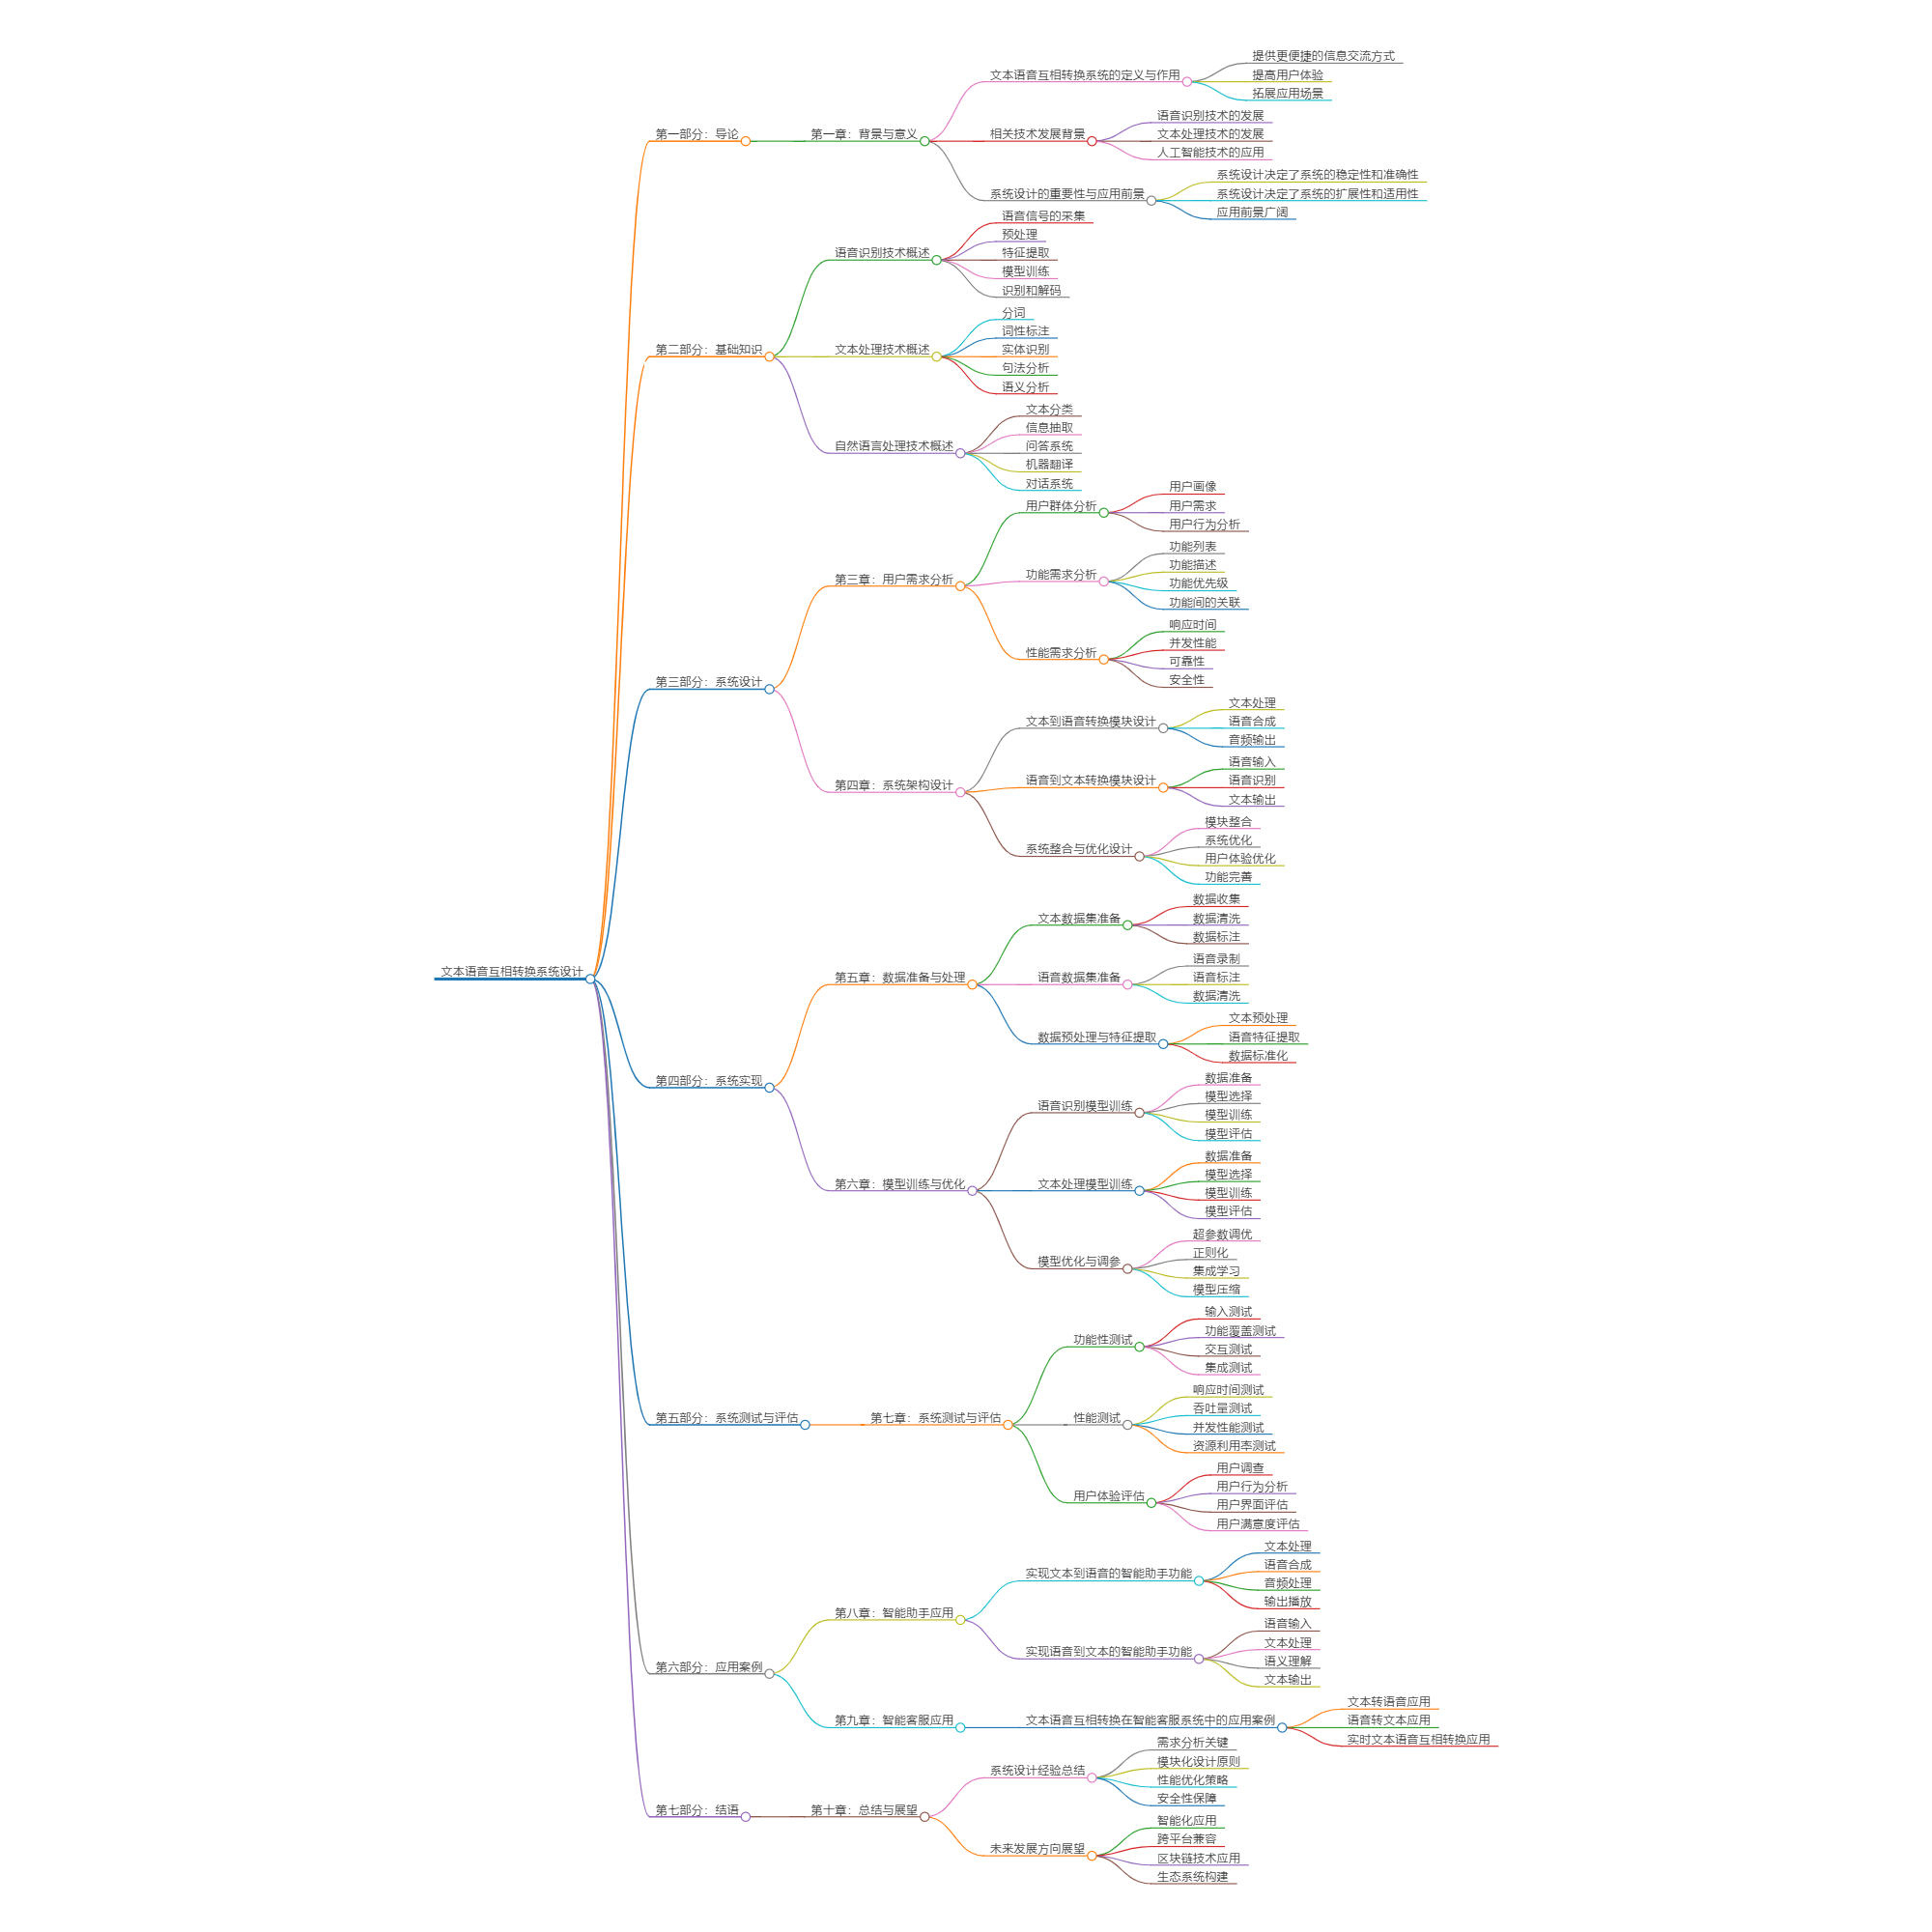 文本语音互相转换系统设计
第一部分：导论
第一章：背景与意义
文本语音互相转换系统的定义与作用
提供更便捷的信息交流方式
提高用户体验
拓展应用场景
相关技术发展背景
语音识别技术的发展
文本处理技术的发展
人工智能技术的应用
系统设计的重要性与应用前景
系统设计决定了系统的稳定性和准确性
系统设计决定了系统的扩展性和适用性
应用前景广阔
第二部分：基础知识
语音识别技术概述
语音信号的采集
预处理
特征提取
模型训练
识别和解码
文本处理技术概述
分词
词性标注
实体识别
句法分析
语义分析
自然语言处理技术概述
文本分类
信息抽取
问答系统
机器翻译
对话系统
第三部分：系统设计
第三章：用户需求分析
用户群体分析
用户画像
用户需求
用户行为分析
功能需求分析
功能列表
功能描述
功能优先级
功能间的关联
性能需求分析
响应时间
并发性能
可靠性
安全性
第四章：系统架构设计
文本到语音转换模块设计
文本处理
语音合成
音频输出
语音到文本转换模块设计
语音输入
语音识别
文本输出
系统整合与优化设计
模块整合
系统优化
用户体验优化
功能完善
第四部分：系统实现
第五章：数据准备与处理
文本数据集准备
数据收集
数据清洗
数据标注
语音数据集准备
语音录制
语音标注
数据清洗
数据预处理与特征提取
文本预处理
语音特征提取
数据标准化
第六章：模型训练与优化
语音识别模型训练
数据准备
模型选择
模型训练
模型评估
文本处理模型训练
数据准备
模型选择
模型训练
模型评估
模型优化与调参
超参数调优
正则化
集成学习
模型压缩
第五部分：系统测试与评估
第七章：系统测试与评估
功能性测试
输入测试
功能覆盖测试
交互测试
集成测试
性能测试
响应时间测试
吞吐量测试
并发性能测试
资源利用率测试
用户体验评估
用户调查
用户行为分析
用户界面评估
用户满意度评估
第六部分：应用案例
第八章：智能助手应用
实现文本到语音的智能助手功能
文本处理
语音合成
音频处理
输出播放
实现语音到文本的智能助手功能
语音输入
文本处理
语义理解
文本输出
第九章：智能客服应用
文本语音互相转换在智能客服系统中的应用案例
文本转语音应用
语音转文本应用
实时文本语音互相转换应用
第七部分：结语
第十章：总结与展望
系统设计经验总结
需求分析关键
模块化设计原则
性能优化策略
安全性保障
未来发展方向展望
智能化应用
跨平台兼容
区块链技术应用
生态系统构建